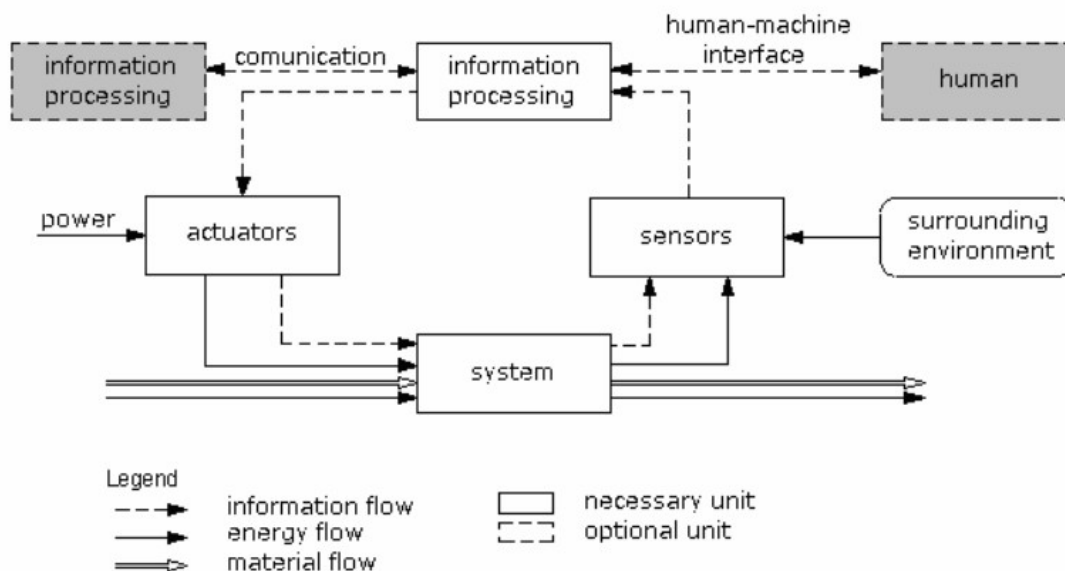 comunication
human-machine
interface
information
processing
information
processing
human
power
actuators
sensors
surrounding
environment
system
Legend
information flow
energy flow
material flow
necessary unit
optional unit